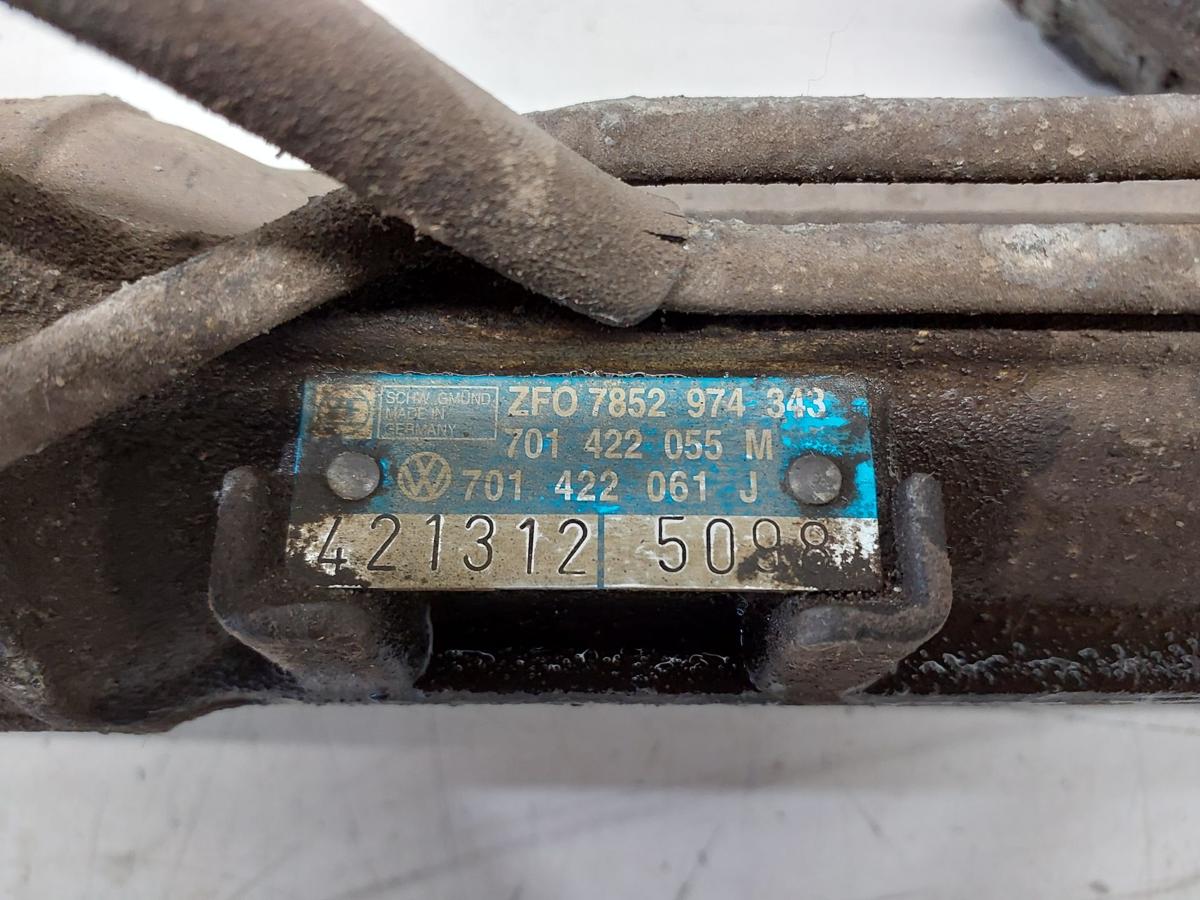 SCHW. GMÜND
MADE IN
GERMANY
ZFO 7852 974 343
701 422 055 M
701 422 061 J
421312 5098